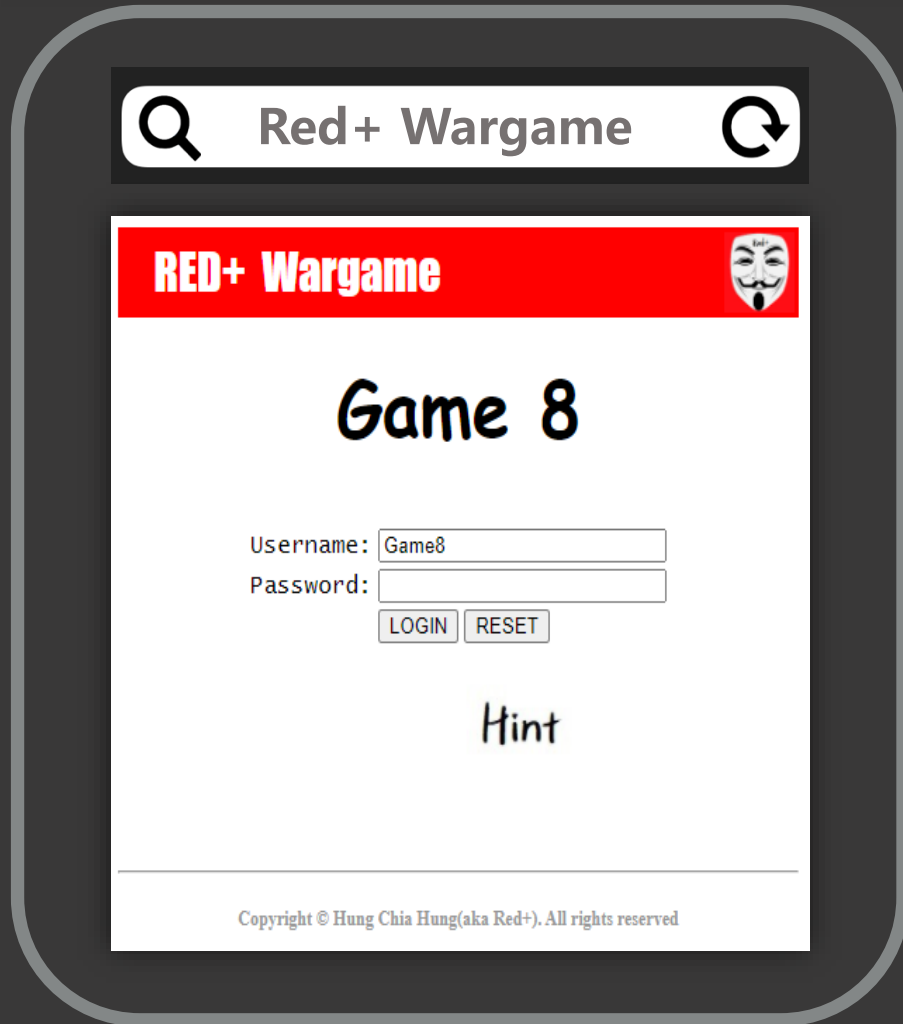 Red+ Wargame
RED+ Wargame
Red+
Game 8
Username: Game8
Password:
LOGIN RESET
Hint
Copyright © Hung Chia Hung(aka Red+). All rights reserved